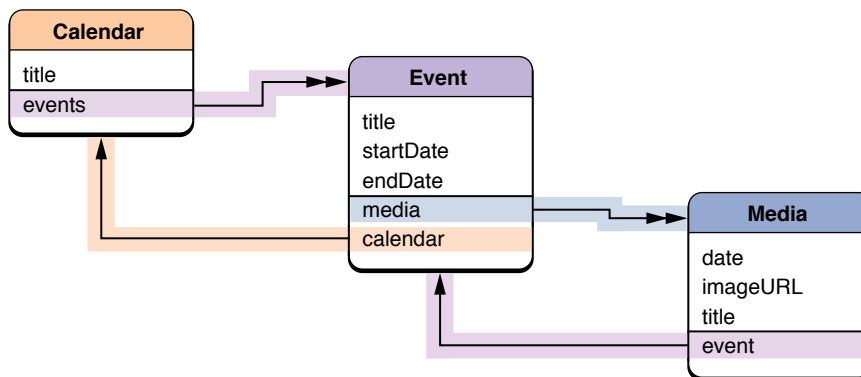 Calendar
title
events
Event
title
startDate
endDate
media
calendar
Media
date
imageURL
title
event